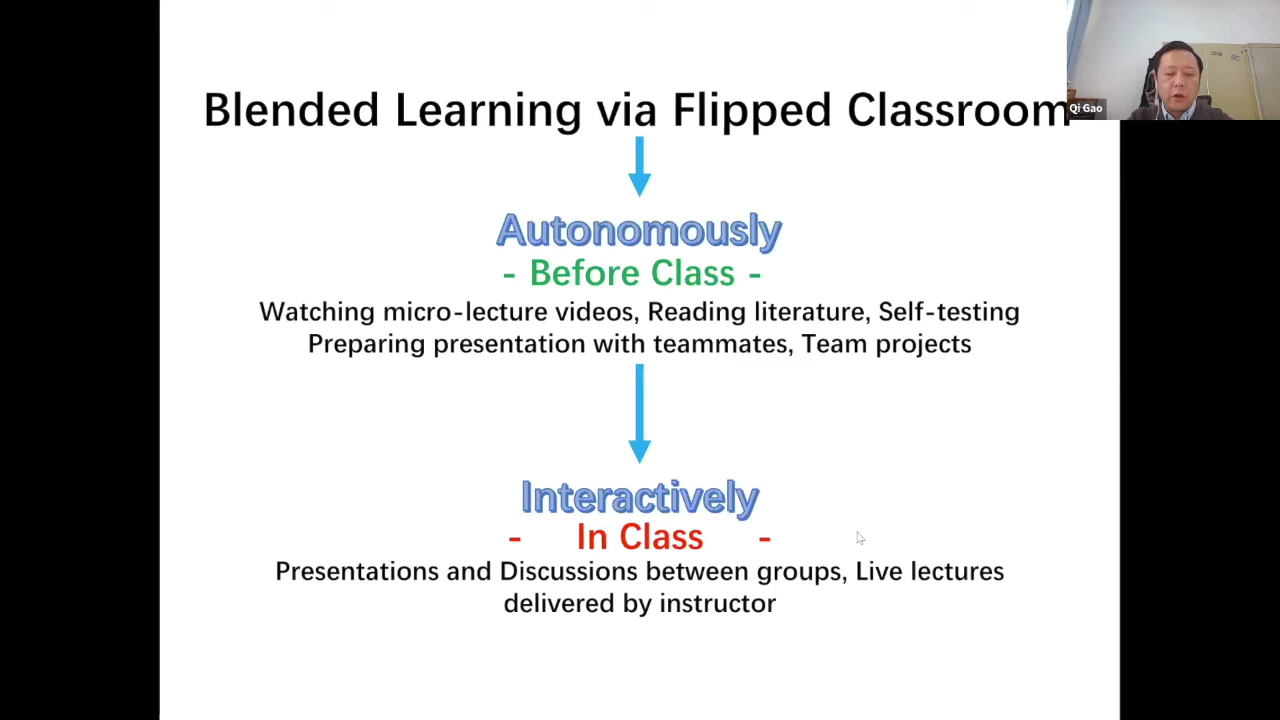 Blended Learning via Flipped Classroom
Qi Gao
Autonomously
- Before Class -
Watching micro-lecture videos, Reading literature, Self-testing
Preparing presentation with teammates, Team projects
Interactively
- In Class -
Presentations and Discussions between groups, Live lectures
delivered by instructor